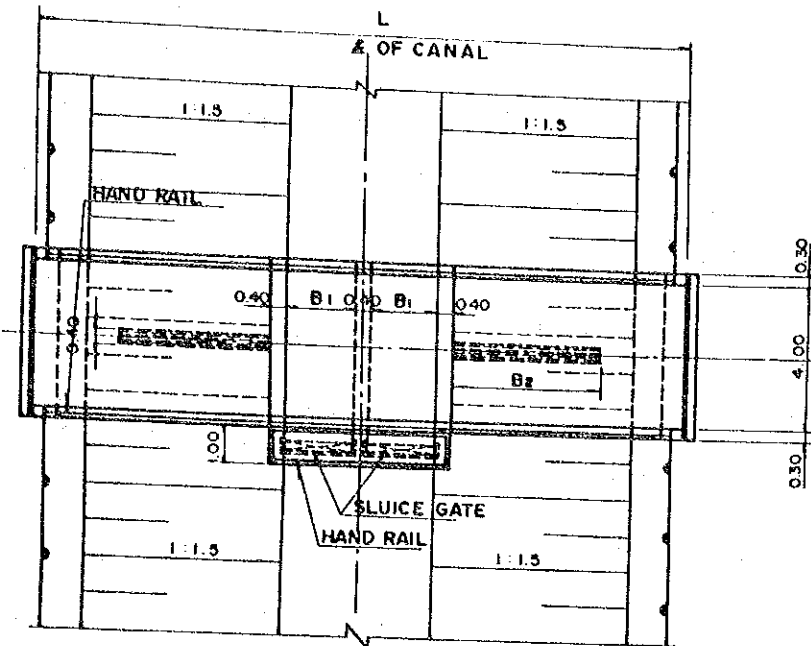 L
℄ OF CANAL
1:1.5
1:1.5
HAND RAIL
0.30
0.40 B1 0.40 B1 0.40
0.40
4.00
B2
1.00
0.30
SLUICE GATE
HAND RAIL
1:1.5
1:1.5